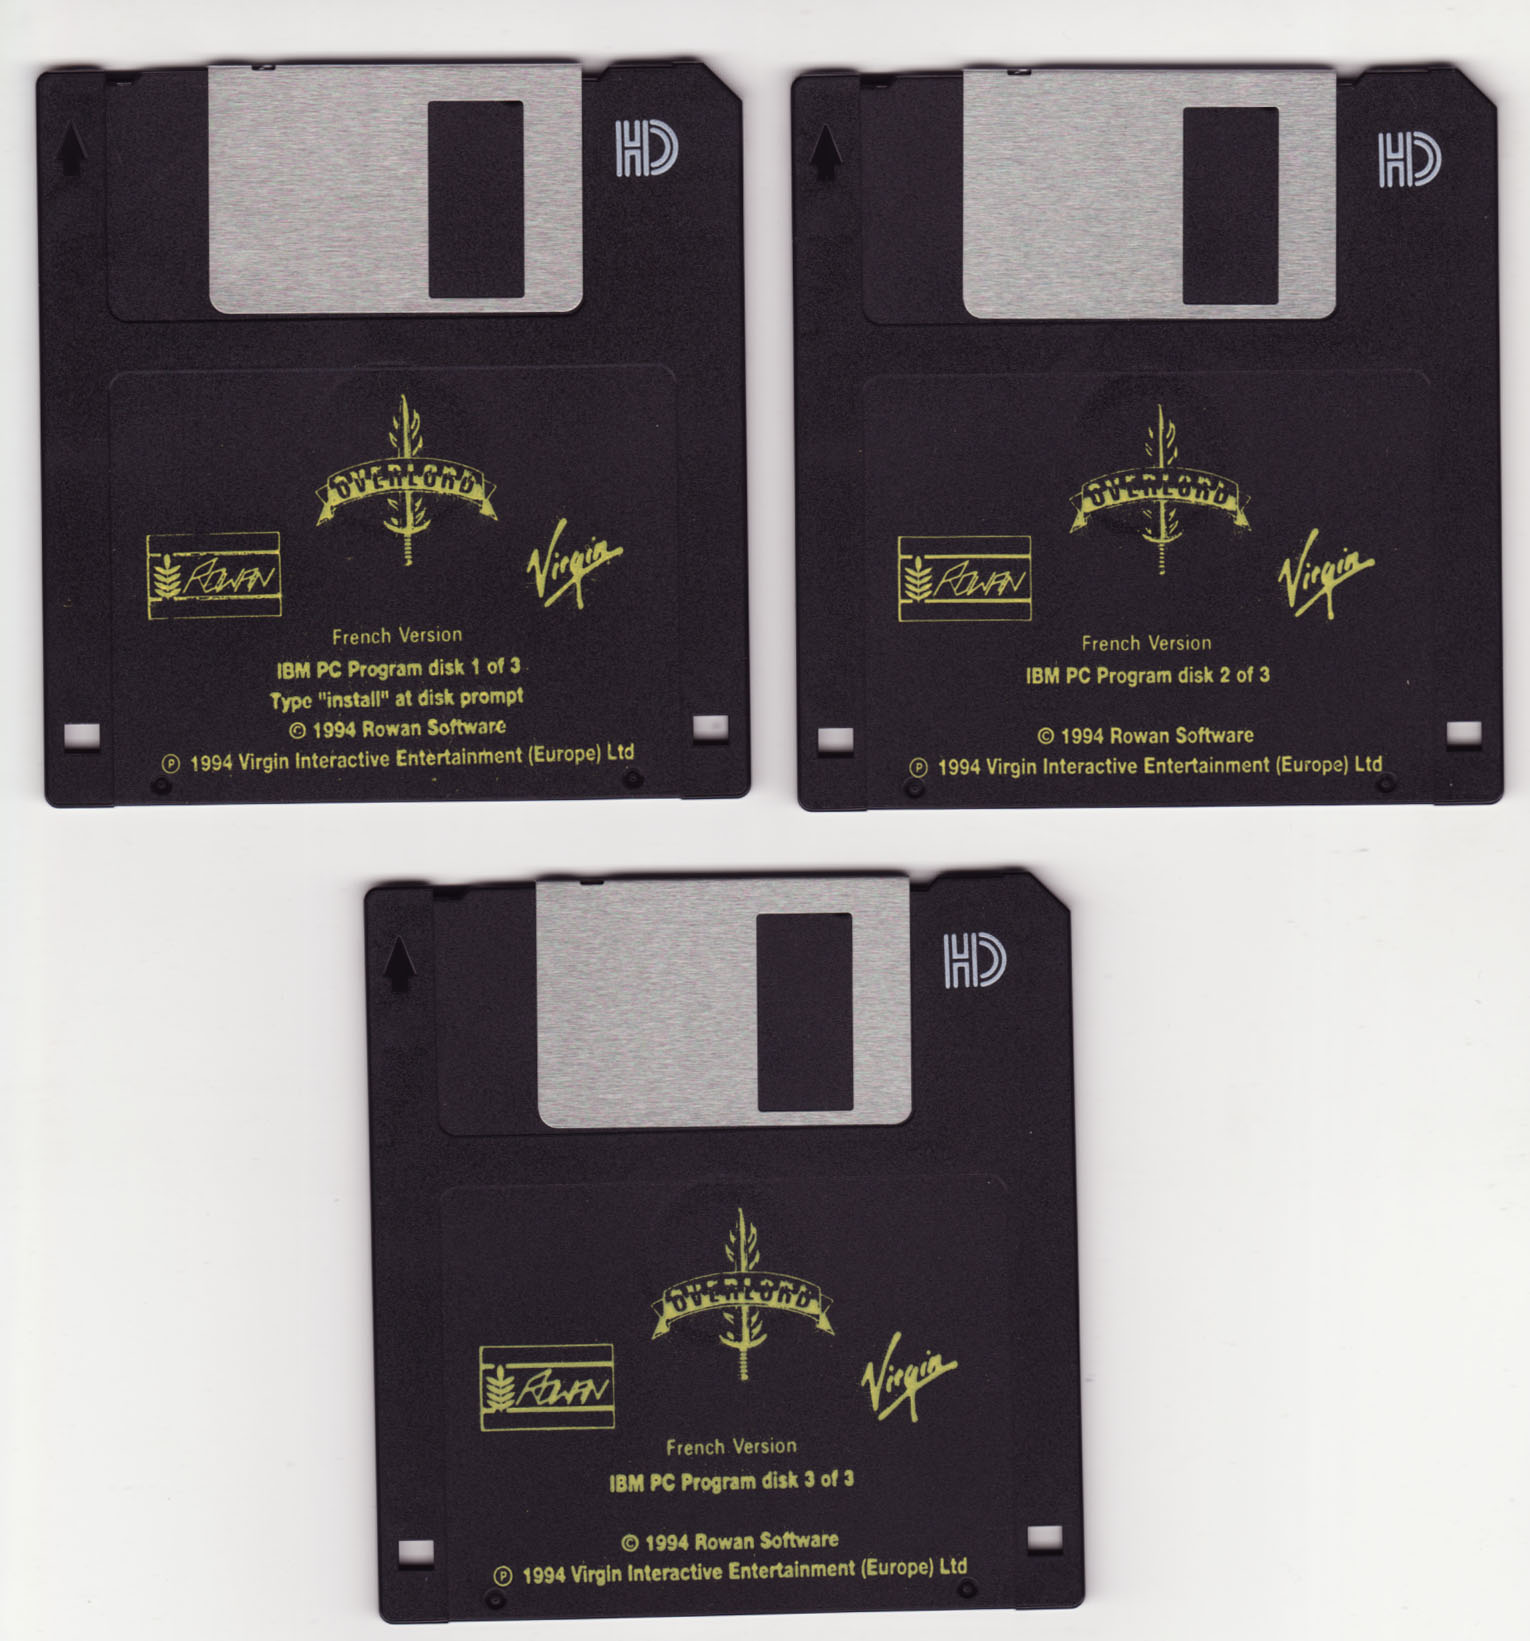 HD
OVERLORD
ROWAN
Virgin
French Version
IBM PC Program disk 1 of 3
Type "install" at disk prompt
© 1994 Rowan Software
℗ 1994 Virgin Interactive Entertainment (Europe) Ltd
HD
OVERLORD
ROWAN
Virgin
French Version
IBM PC Program disk 2 of 3
© 1994 Rowan Software
℗ 1994 Virgin Interactive Entertainment (Europe) Ltd
HD
OVERLORD
ROWAN
Virgin
French Version
IBM PC Program disk 3 of 3
© 1994 Rowan Software
℗ 1994 Virgin Interactive Entertainment (Europe) Ltd